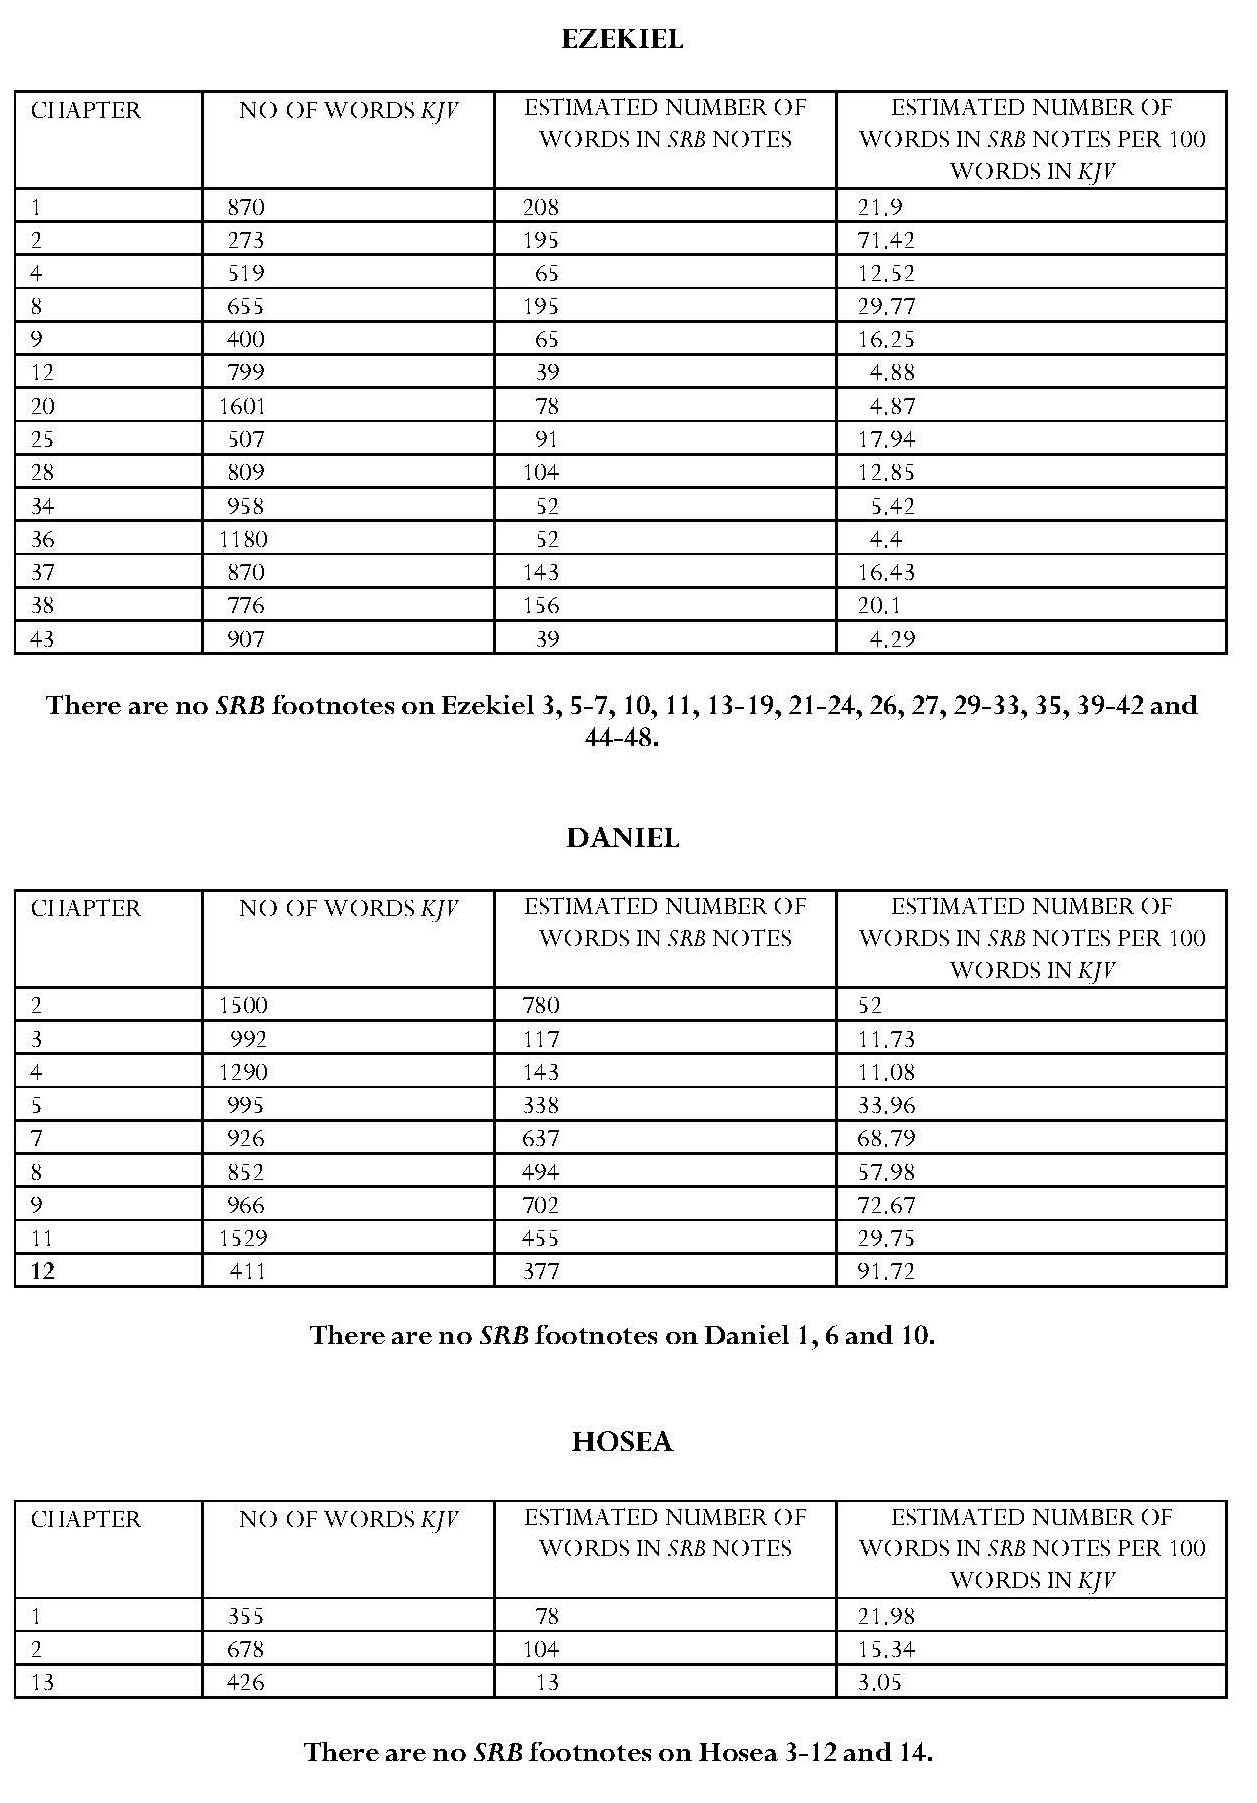 EZEKIEL
CHAPTER NO OF WORDS KJV ESTIMATED NUMBER OF WORDS IN SRB NOTES ESTIMATED NUMBER OF WORDS IN SRB NOTES PER 100 WORDS IN KJV
1 870 208 21.9
2 273 195 71.42
4 519 65 12.52
8 655 195 29.77
9 400 65 16.25
12 799 39 4.88
20 1601 78 4.87
25 507 91 17.94
28 809 104 12.85
34 958 52 5.42
36 1180 52 4.4
37 870 143 16.43
38 776 156 20.1
43 907 39 4.29
There are no SRB footnotes on Ezekiel 3, 5-7, 10, 11, 13-19, 21-24, 26, 27, 29-33, 35, 39-42 and
44-48.
DANIEL
CHAPTER NO OF WORDS KJV ESTIMATED NUMBER OF WORDS IN SRB NOTES ESTIMATED NUMBER OF WORDS IN SRB NOTES PER 100 WORDS IN KJV
2 1500 780 52
3 992 117 11.73
4 1290 143 11.08
5 995 338 33.96
7 926 637 68.79
8 852 494 57.98
9 966 702 72.67
11 1529 455 29.75
12 411 377 91.72
There are no SRB footnotes on Daniel 1, 6 and 10.
HOSEA
CHAPTER NO OF WORDS KJV ESTIMATED NUMBER OF WORDS IN SRB NOTES ESTIMATED NUMBER OF WORDS IN SRB NOTES PER 100 WORDS IN KJV
1 355 78 21.98
2 678 104 15.34
13 426 13 3.05
There are no SRB footnotes on Hosea 3-12 and 14.